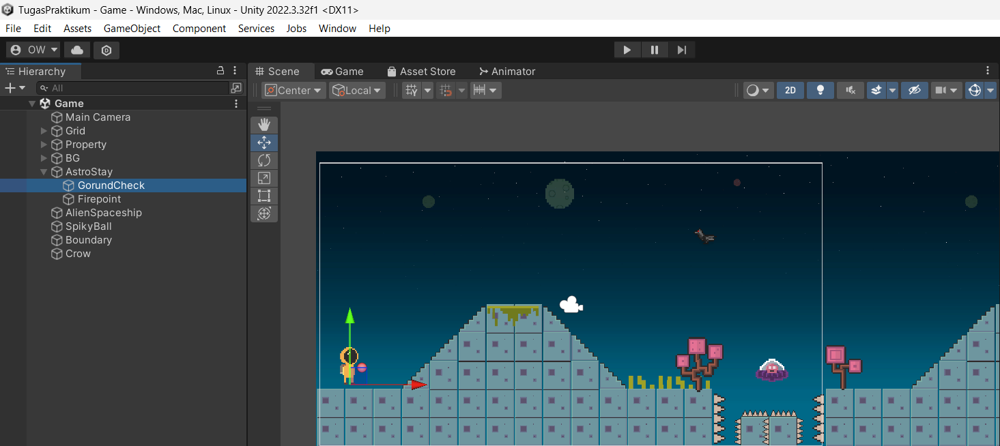 TugasPraktikum - Game - Windows, Mac, Linux - Unity 2022.3.32f1 <DX11>
File Edit Assets GameObject Component Services Jobs Window Help
OW
Hierarchy
Scene Game Asset Store Animator
All
Center Local 2D
Game
Main Camera
Grid
Property
BG
AstroStay
GorundCheck
Firepoint
AlienSpaceship
SpikyBall
Boundary
Crow